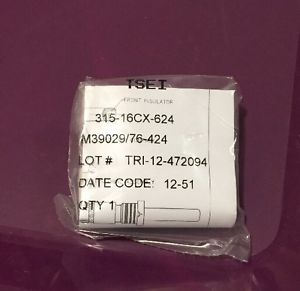 TSEI
FRONT INSULATOR
315-16CX-624
M39029/76-424
LOT # TRI-12-472094
DATE CODE: 12-51
QTY 1